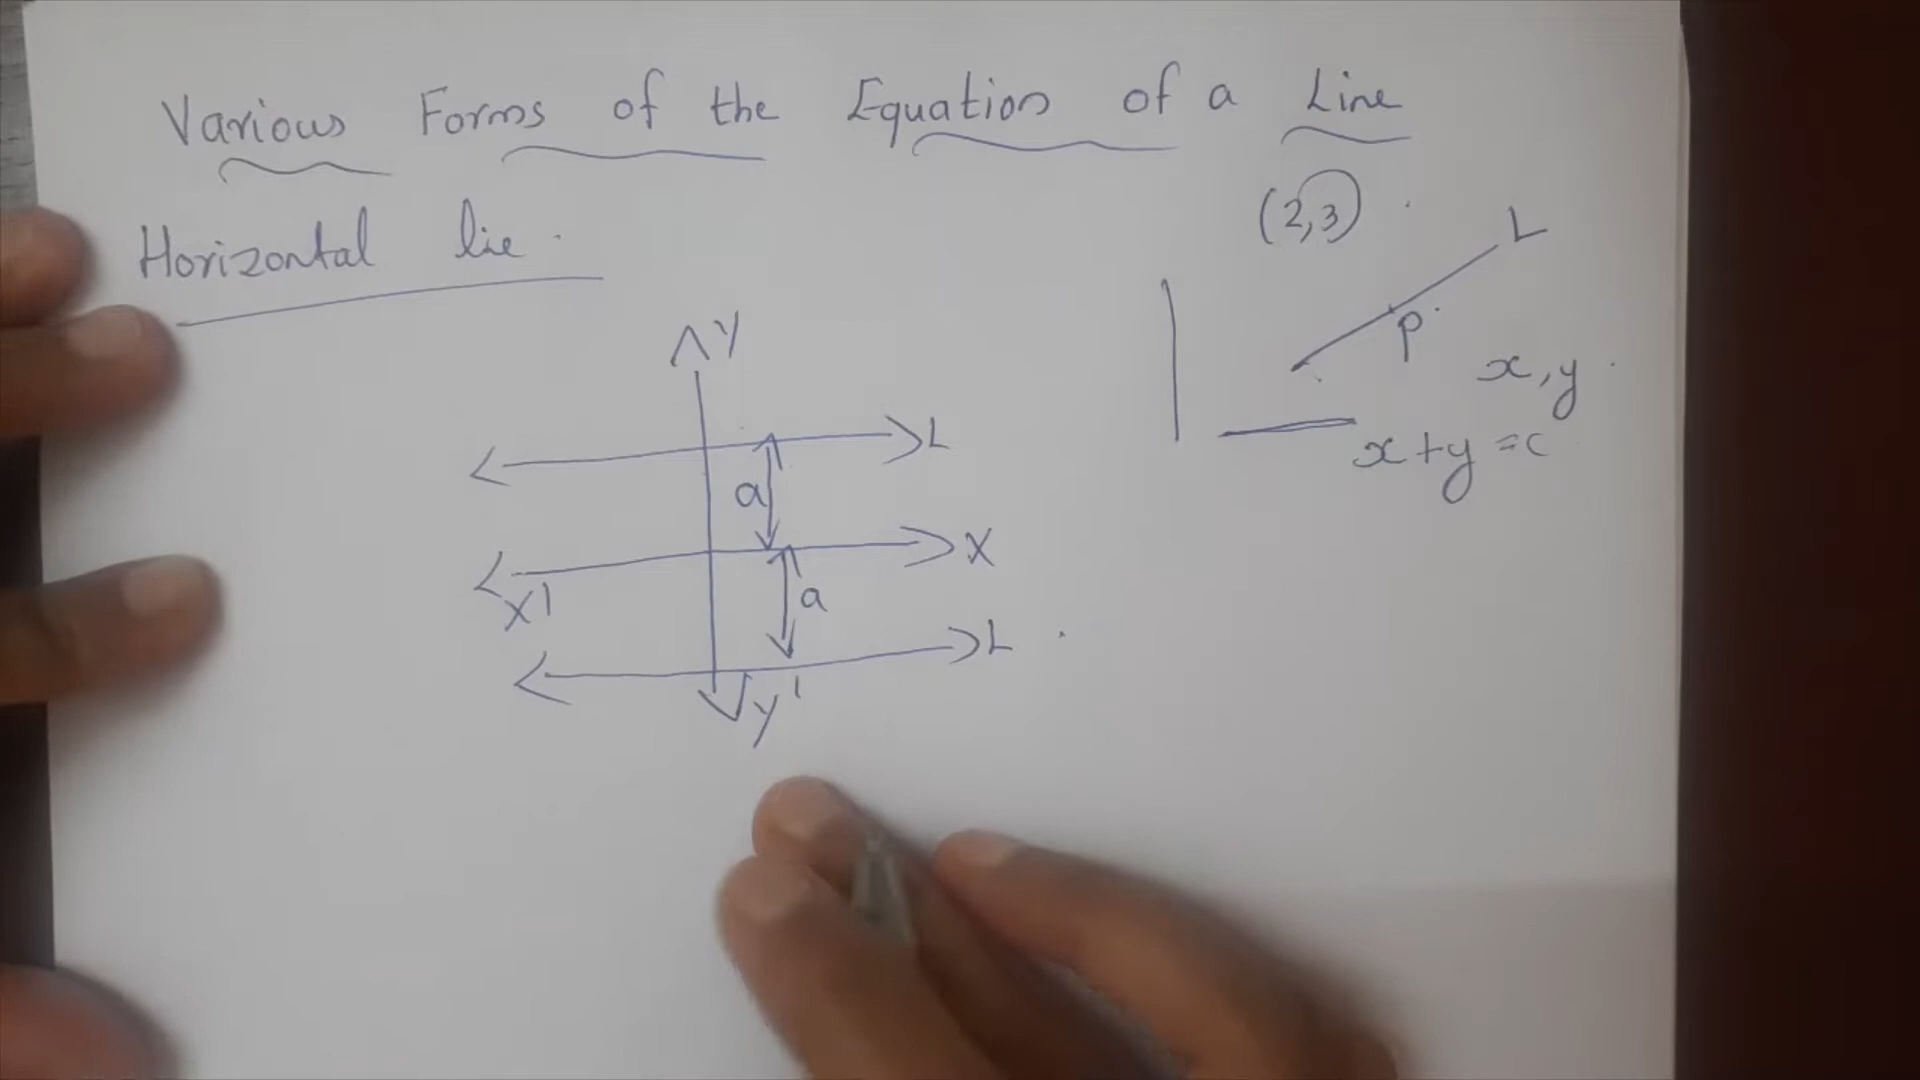 Various Forms of the Equation of a Line
Horizontal lie.
(2,3)
L
P
x, y
x+y=c
Y
L
a
X
X'
a
L
y'